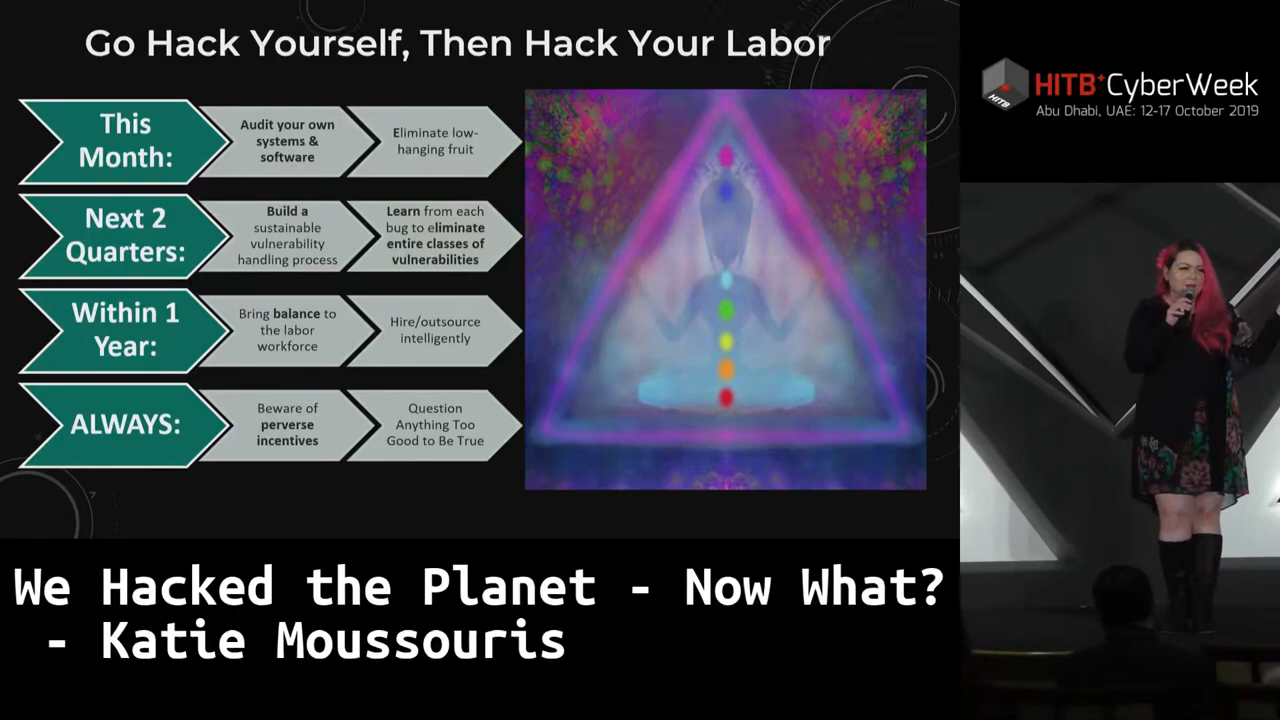 Go Hack Yourself, Then Hack Your Labor
This
Month:
Audit your own
systems &
software
Eliminate low-
hanging fruit
Next 2
Quarters:
Build a
sustainable
vulnerability
handling process
Learn from each
bug to eliminate
entire classes of
vulnerabilities
Within 1
Year:
Bring balance to
the labor
workforce
Hire/outsource
intelligently
ALWAYS:
Beware of
perverse
incentives
Question
Anything Too
Good to Be True
HITB
HITB+CyberWeek
Abu Dhabi, UAE: 12-17 October 2019
We Hacked the Planet - Now What?
- Katie Moussouris